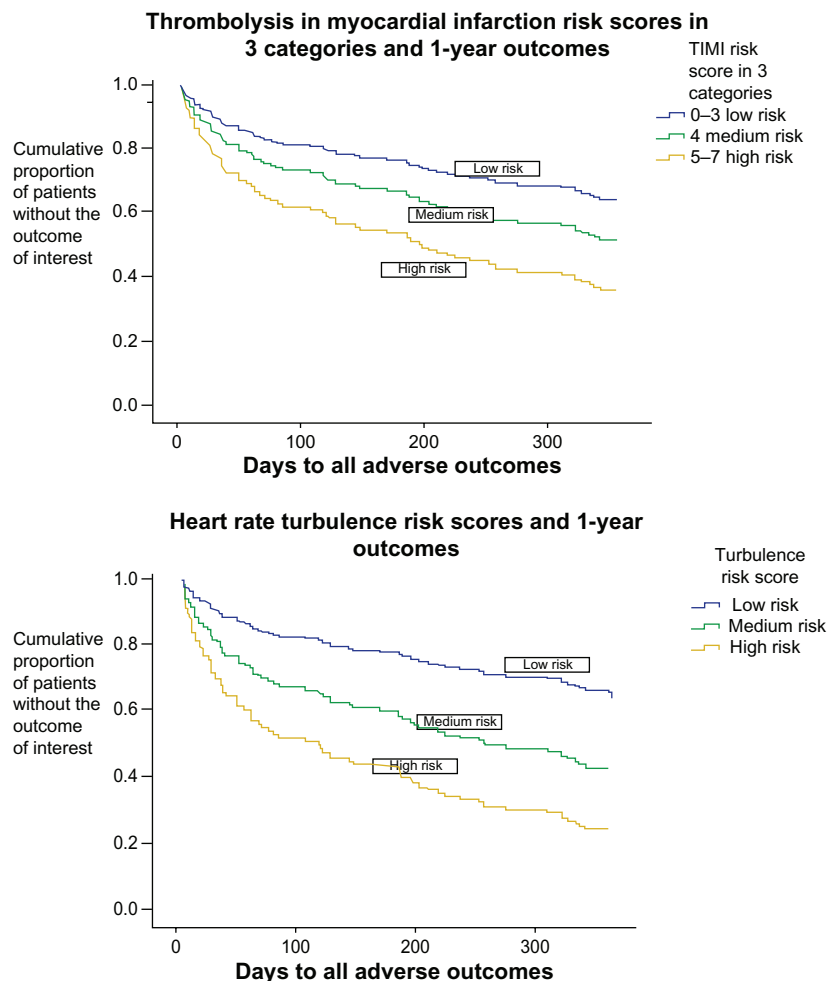 Thrombolysis in myocardial infarction risk scores in
3 categories and 1-year outcomes
TIMI risk
score in 3
categories
0–3 low risk
4 medium risk
5–7 high risk
Cumulative
proportion
of patients
without the
outcome
of interest
1.0
0.8
0.6
0.4
0.2
0.0
Low risk
Medium risk
High risk
0 100 200 300
Days to all adverse outcomes
Heart rate turbulence risk scores and 1-year
outcomes
Turbulence
risk score
Low risk
Medium risk
High risk
Cumulative
proportion
of patients
without the
outcome of
of interest
1.0
0.8
0.6
0.4
0.2
0.0
Low risk
Medium risk
High risk
0 100 200 300
Days to all adverse outcomes